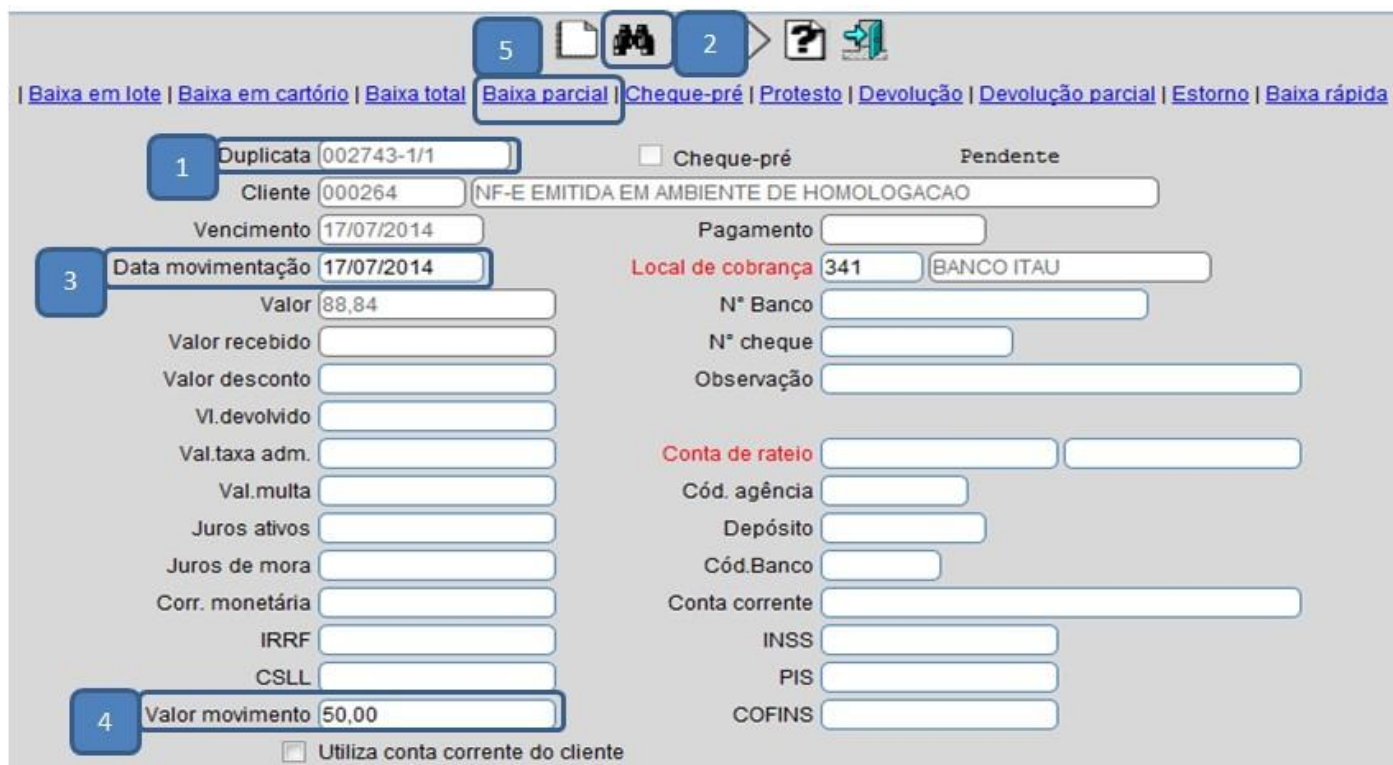 5 2 ?
| Baixa em lote | Baixa em cartório | Baixa total | Baixa parcial | Cheque-pré | Protesto | Devolução | Devolução parcial | Estorno | Baixa rápida
1 Duplicata 002743-1/1 Cheque-pré Pendente
Cliente 000264 NF-E EMITIDA EM AMBIENTE DE HOMOLOGACAO
Vencimento 17/07/2014 Pagamento
3 Data movimentação 17/07/2014 Local de cobrança 341 BANCO ITAU
Valor 88,84 N° Banco
Valor recebido N° cheque
Valor desconto Observação
Vl.devolvido
Val.taxa adm. Conta de rateio
Val.multa Cód. agência
Juros ativos Depósito
Juros de mora Cód.Banco
Corr. monetária Conta corrente
IRRF INSS
CSLL PIS
4 Valor movimento 50,00 COFINS
Utiliza conta corrente do cliente